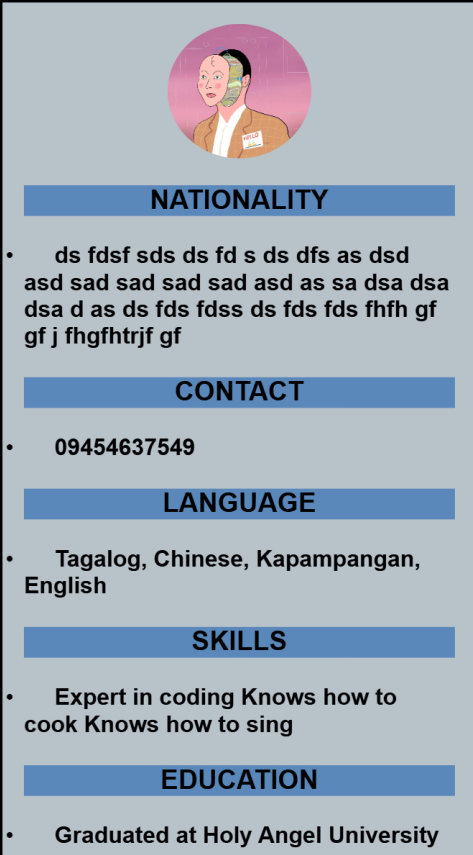 HELLO
NATIONALITY
• ds fdsf sds ds fd s ds dfs as dsd
asd sad sad sad sad asd as sa dsa dsa
dsa d as ds fds fdss ds fds fds fhfh gf
gf j fhgfhtrjf gf
CONTACT
• 09454637549
LANGUAGE
• Tagalog, Chinese, Kapampangan,
English
SKILLS
• Expert in coding Knows how to
cook Knows how to sing
EDUCATION
• Graduated at Holy Angel University